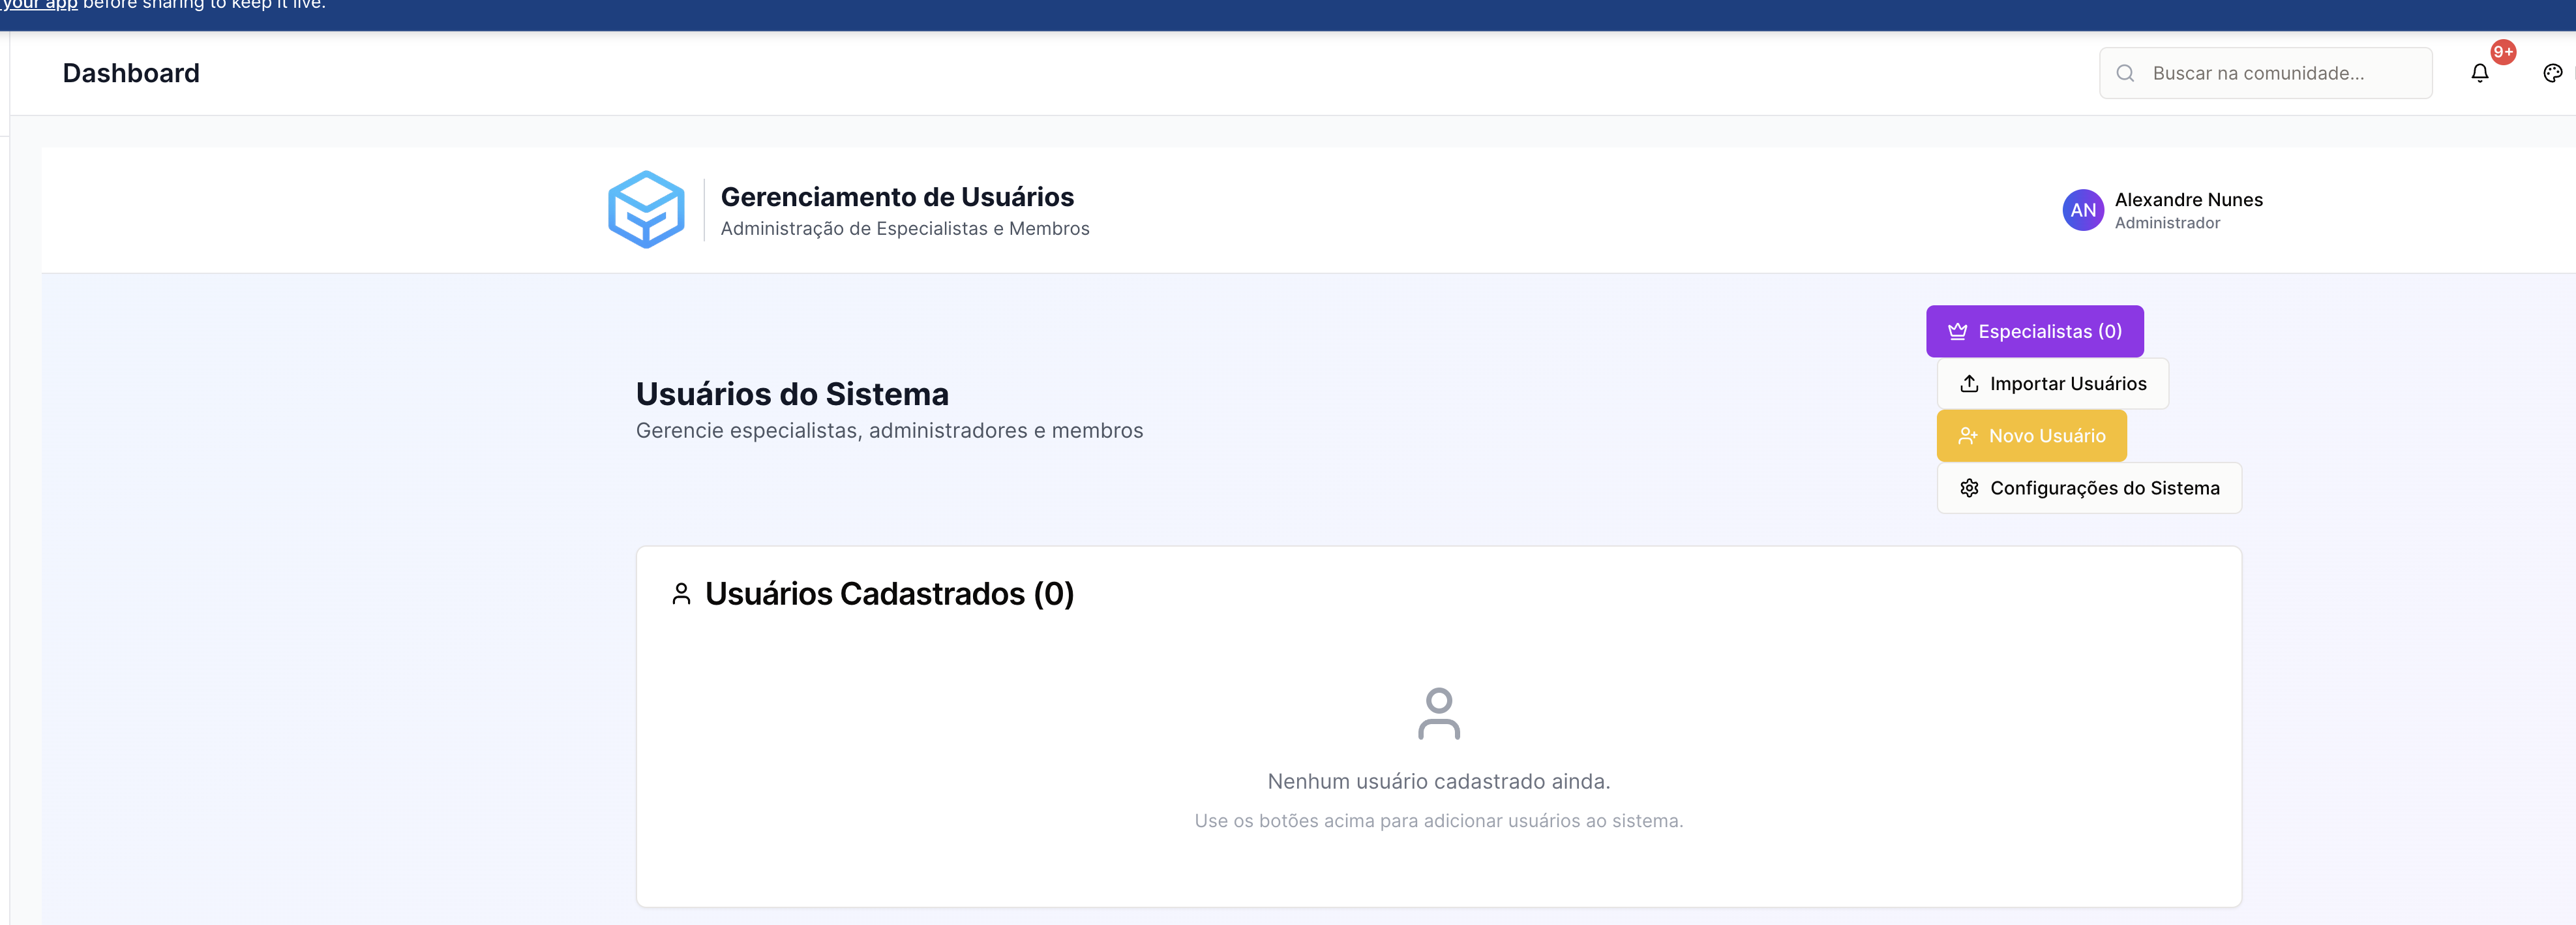 your app before sharing to keep it live.
Dashboard
Buscar na comunidade...
9+
Gerenciamento de Usuários
Administração de Especialistas e Membros
AN
Alexandre Nunes
Administrador
Especialistas (0)
Importar Usuários
Novo Usuário
Configurações do Sistema
Usuários do Sistema
Gerencie especialistas, administradores e membros
Usuários Cadastrados (0)
Nenhum usuário cadastrado ainda.
Use os botões acima para adicionar usuários ao sistema.